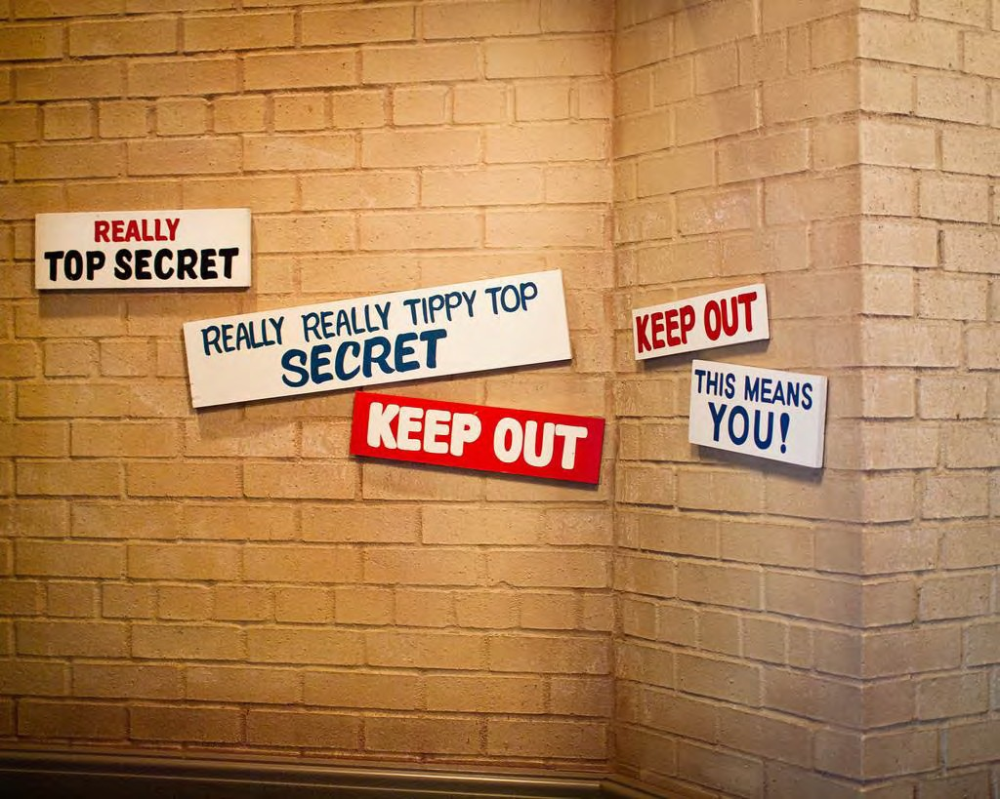 REALLY
TOP SECRET
REALLY REALLY TIPPY TOP
SECRET
KEEP OUT
KEEP OUT
THIS MEANS
YOU!